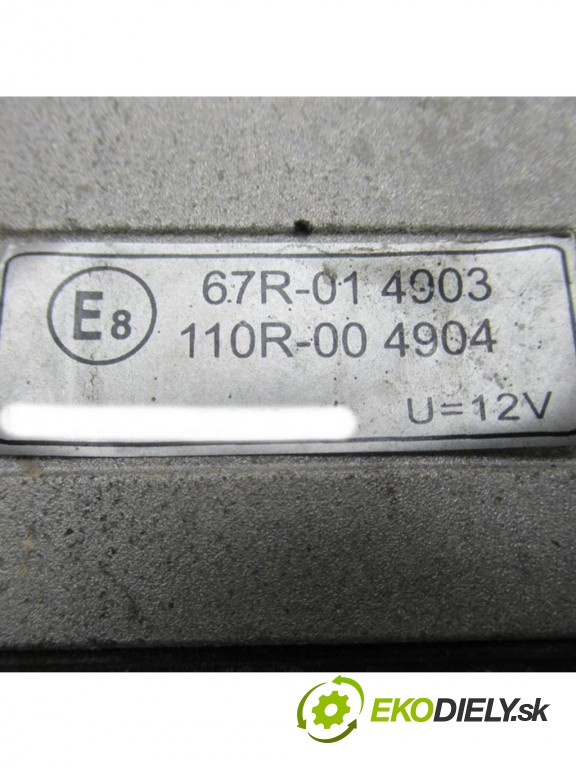 E8
67R-01 4903
110R-00 4904
U=12V
EKODIELY.sk